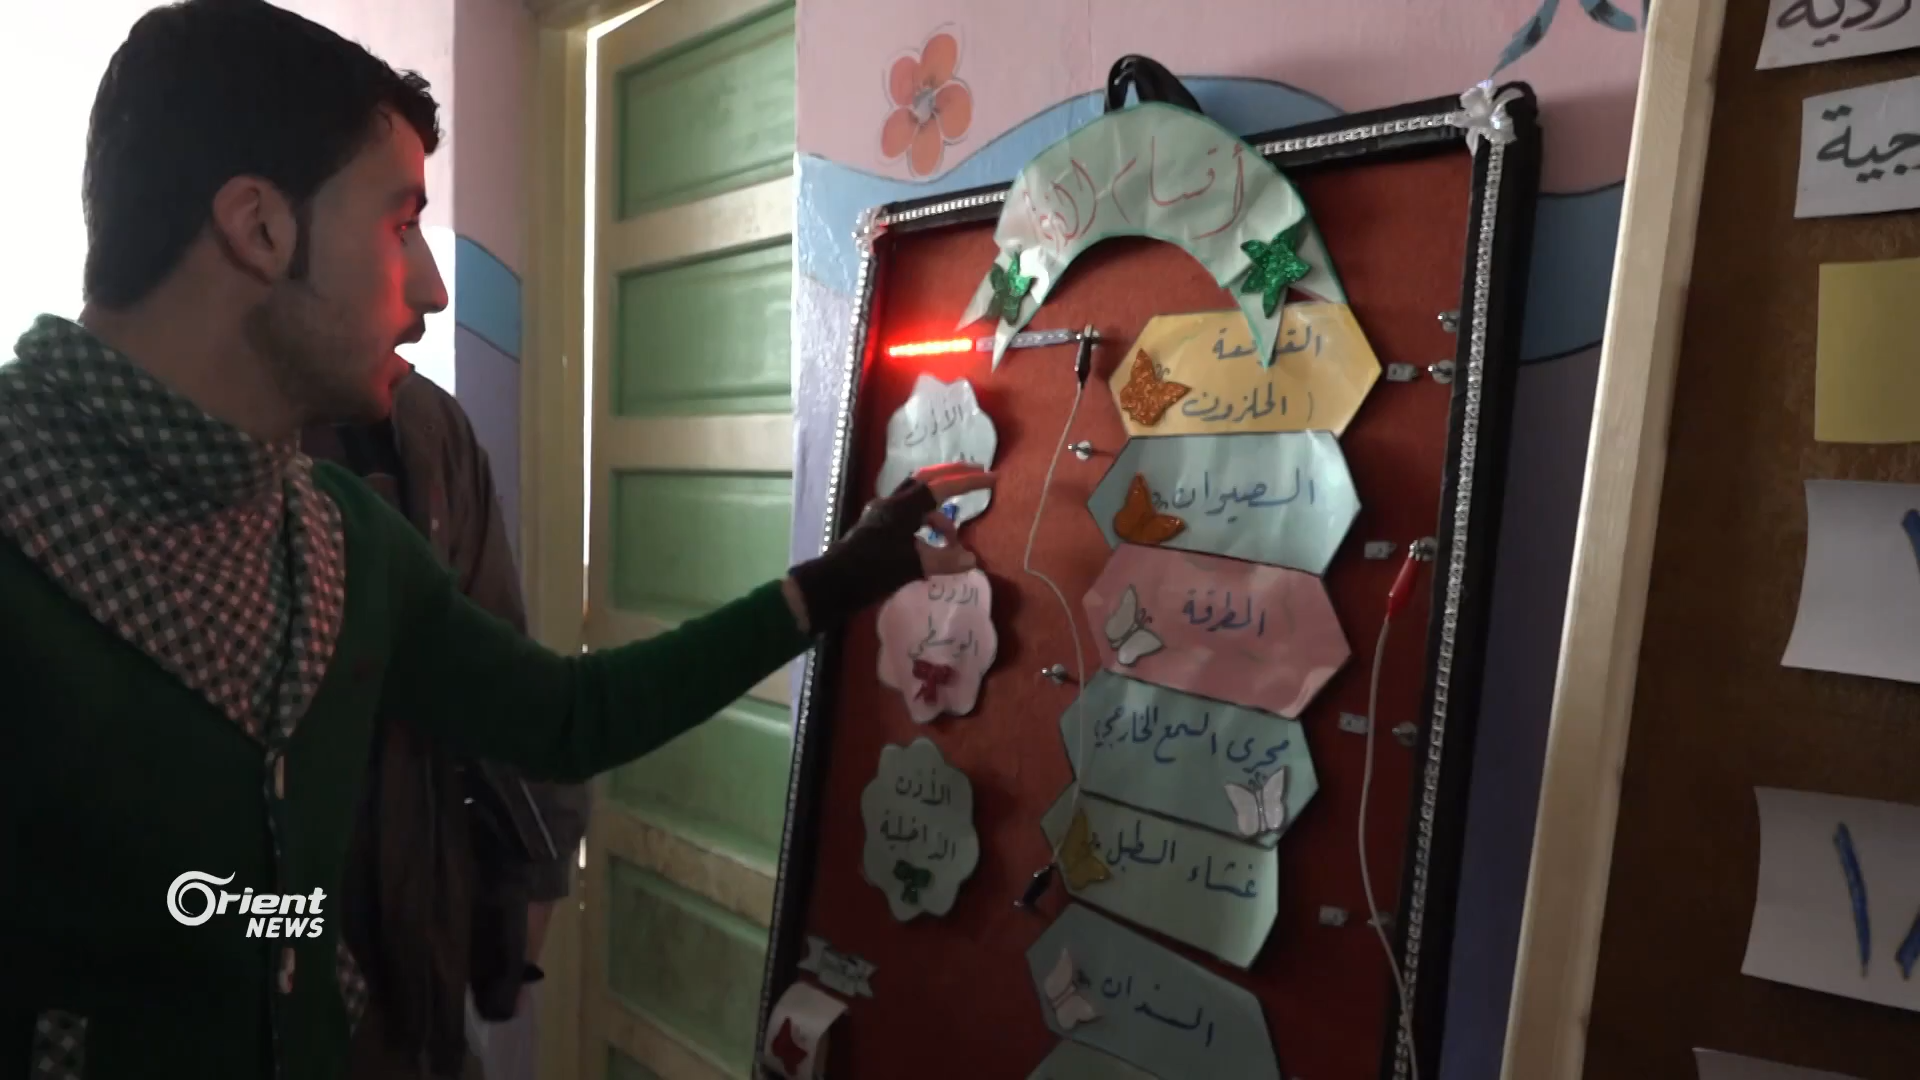 أقسام الأذن
القوقعة
( الحلزون )
الأذن
الصيوان
الأذن
الوسطى
المطرقة
مجرى السمع الخارجي
الأذن
الداخلية
غشاء الطبل
السندان
Orient
NEWS